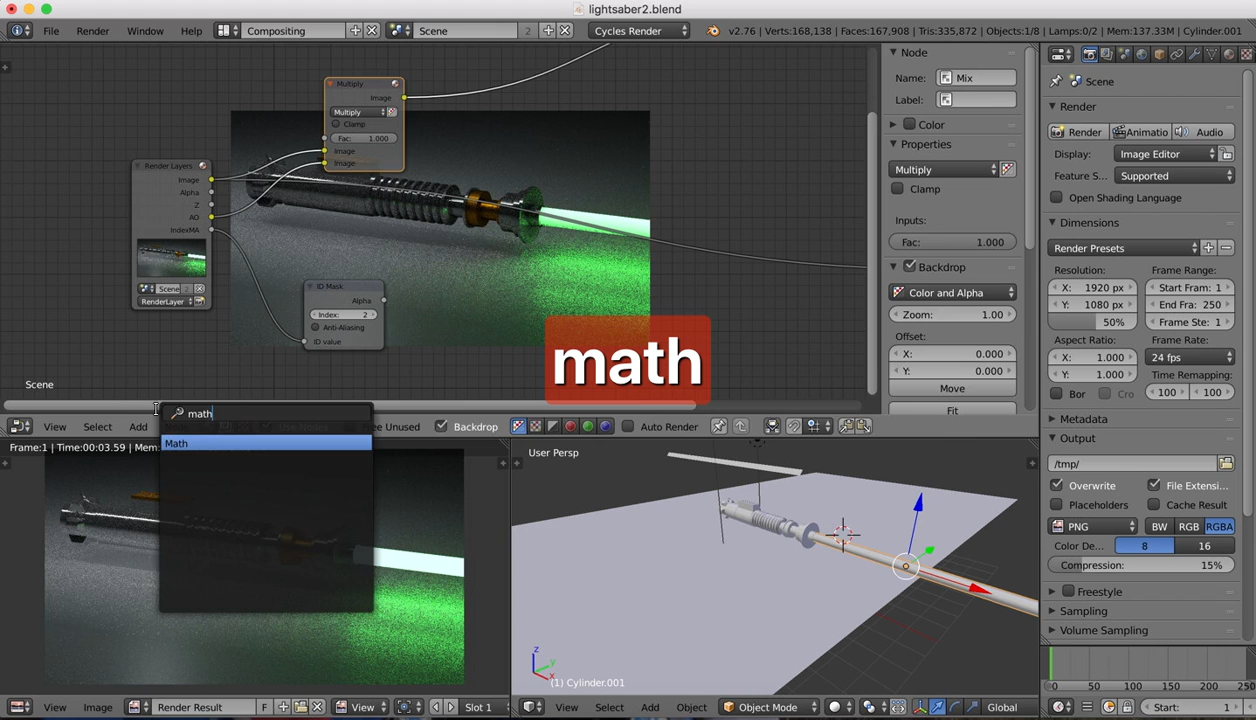 lightsaber2.blend
File Render Window Help Compositing Scene 2 Cycles Render v2.76 | Verts:168,138 | Faces:167,908 | Tris:335,872 | Objects:1/8 | Lamps:0/2 | Mem:137.33M | Cylinder.001
Multiply
Image
Multiply
Clamp
Fac: 1.000
Image
Image
Render Layers
Image
Alpha
Z
AO
IndexMA
Scene 2
RenderLayer
ID Mask
Alpha
Index: 2
Anti-Aliasing
ID value
Scene
math
Node
Name: Mix
Label:
Color
Properties
Multiply
Clamp
Inputs:
Fac: 1.000
Backdrop
Color and Alpha
Zoom: 1.00
Offset:
X: 0.000
Y: 0.000
Move
Fit
Scene
Render
Render Animatio Audio
Display: Image Editor
Feature S... Supported
Open Shading Language
Dimensions
Render Presets
Resolution: Frame Range:
X: 1920 px Start Fram: 1
Y: 1080 px End Fra: 250
50% Frame Ste: 1
Aspect Ratio: Frame Rate:
X: 1.000 24 fps
Y: 1.000 Time Remapping:
Bor Cro 100 100
Metadata
Output
/tmp/
Overwrite File Extensi...
Placeholders Cache Result
PNG BW RGB RGBA
Color De... 8 16
Compression: 15%
Freestyle
Sampling
Volume Sampling
0 50 100 150 200 250
Start: 1
math
Math
View Select Add Use Nodes Free Unused Backdrop Auto Render
Frame:1 | Time:00:03.59 | Mem:
User Persp
z
y
x
(1) Cylinder.001
View Image Render Result F View Slot 1
View Select Add Object Object Mode Global